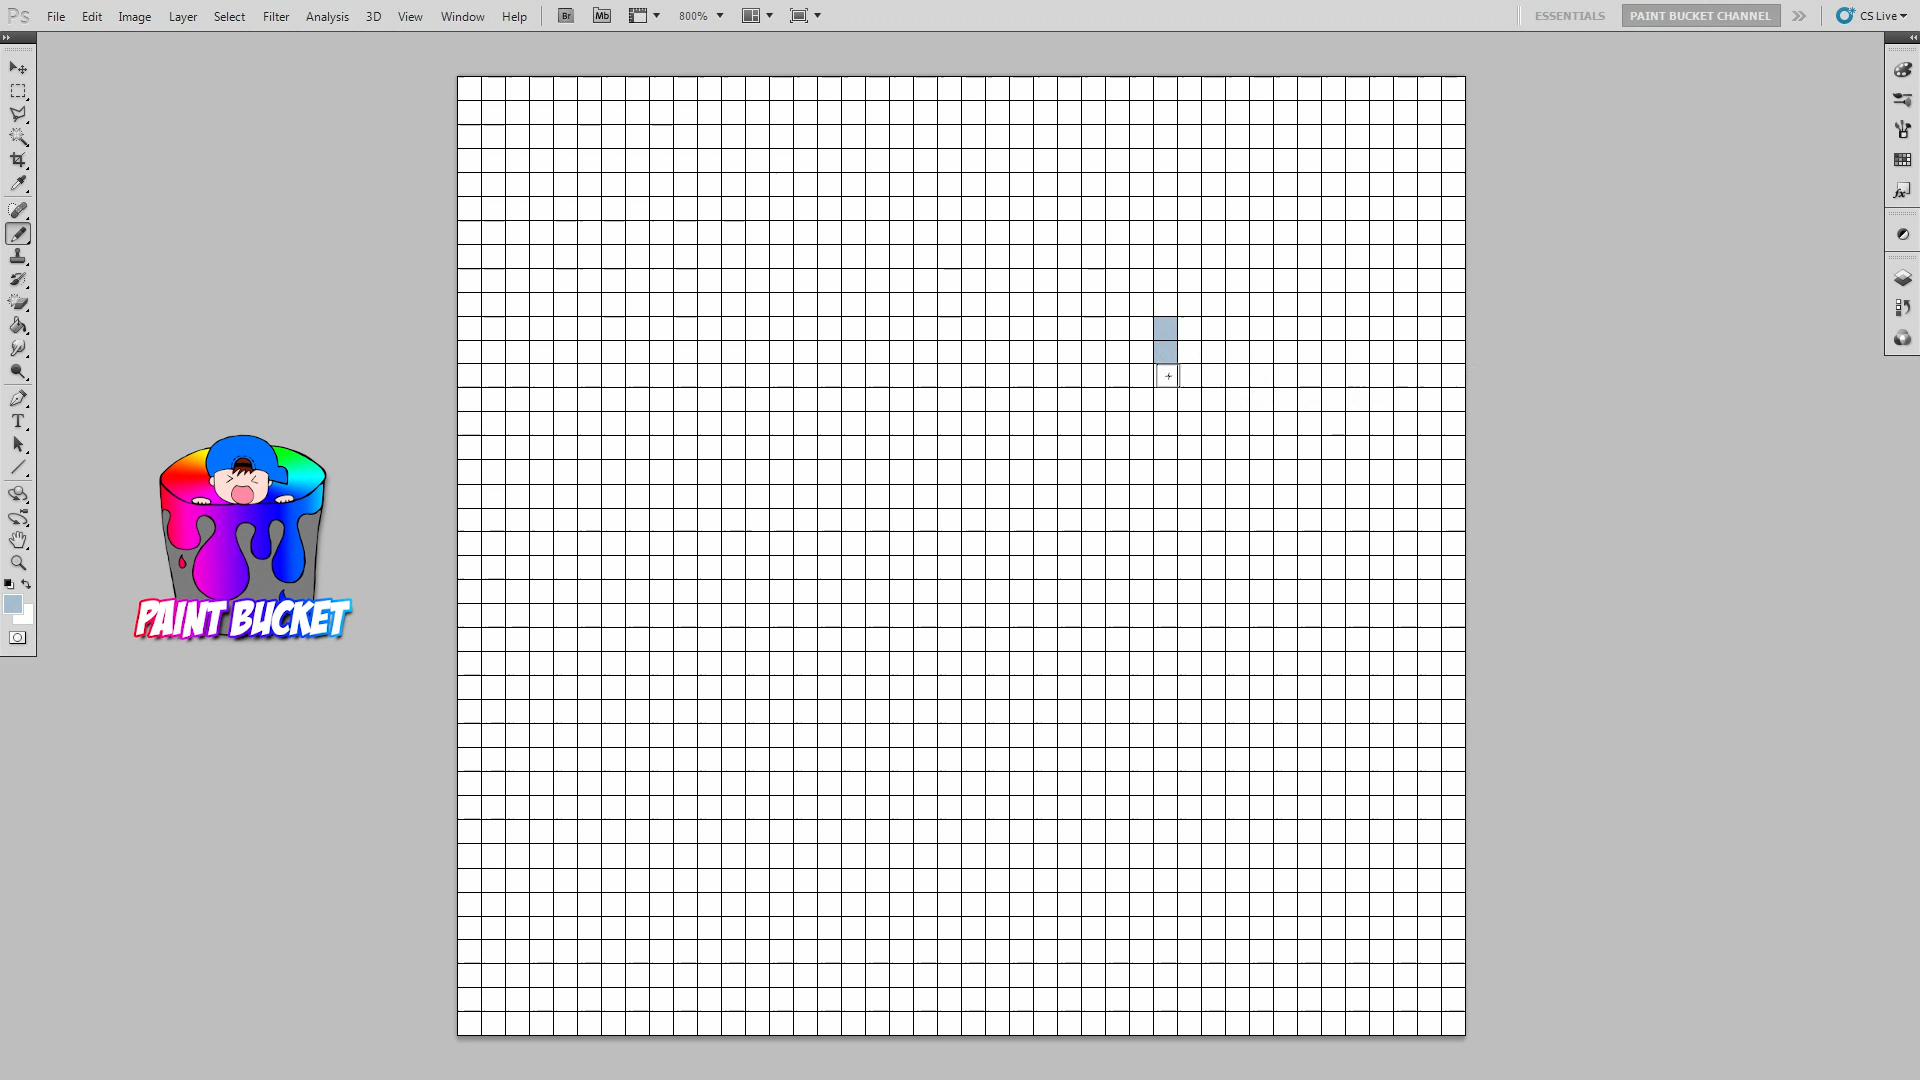 Ps File Edit Image Layer Select Filter Analysis 3D View Window Help Br Mb 800% ESSENTIALS PAINT BUCKET CHANNEL CS Live
T
fx
PAINT BUCKET